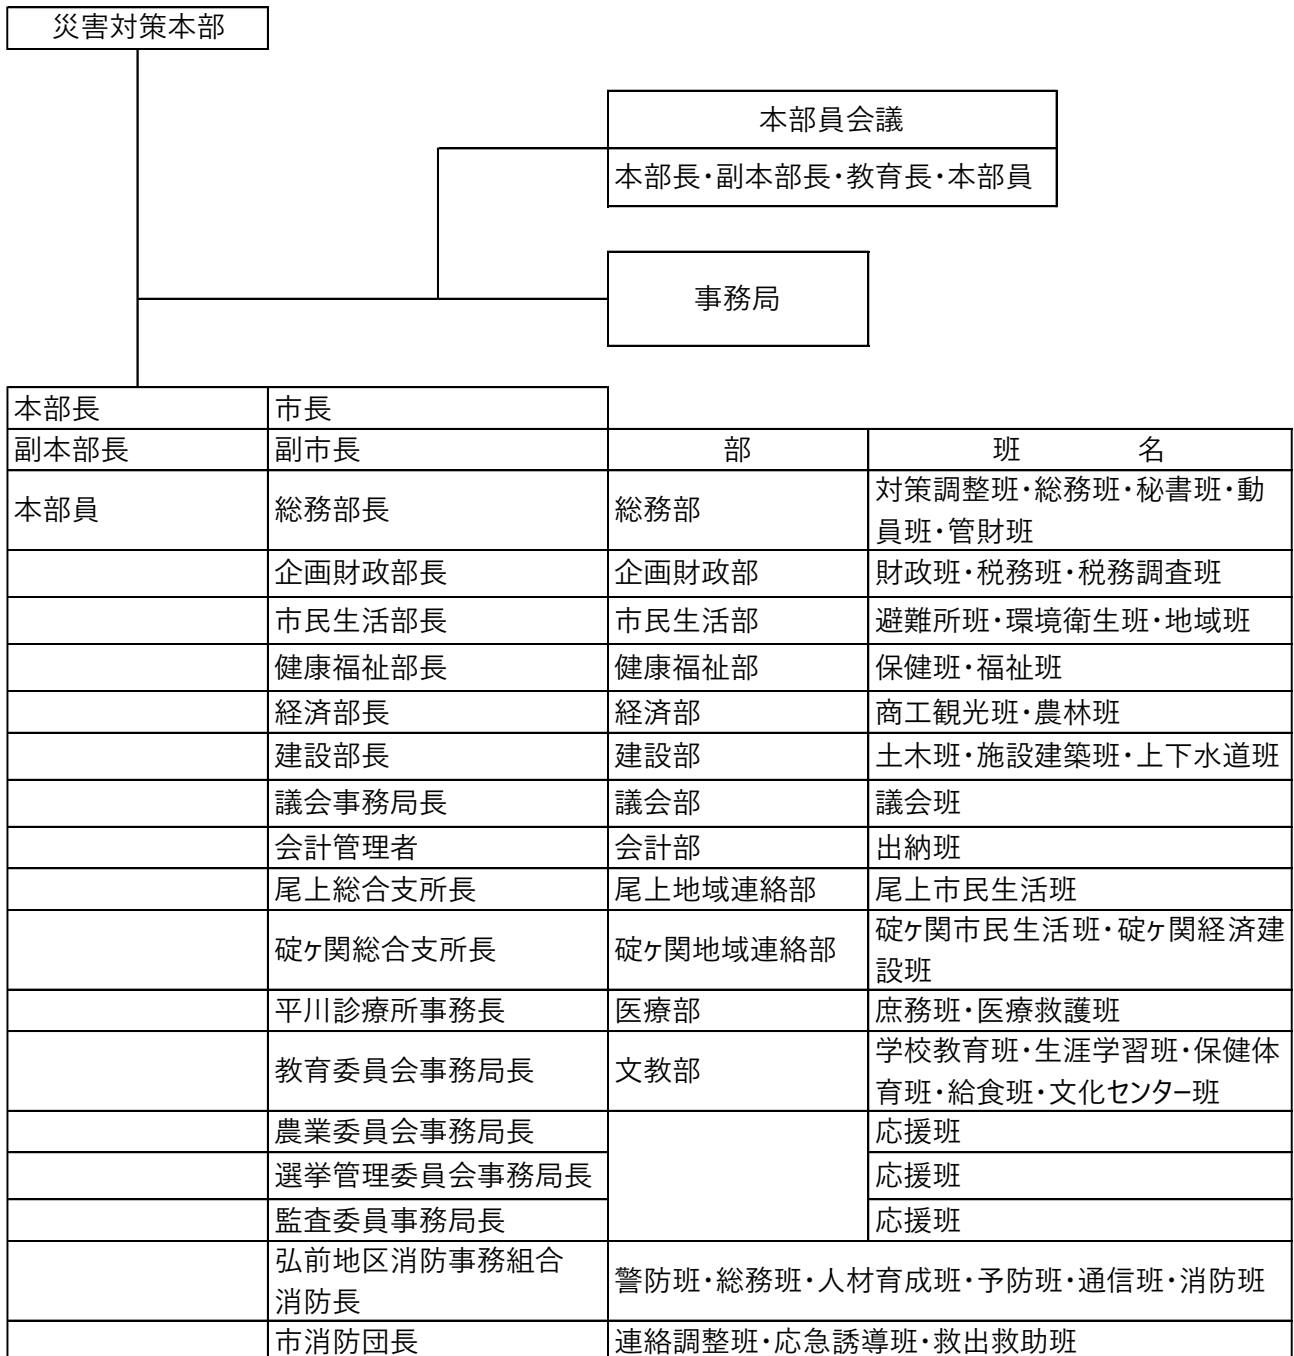 災害対策本部
本部員会議
本部長・副本部長・教育長・本部員
事務局
本部長 市長
副本部長 副市長 部 班 名
本部員 総務部長 総務部 対策調整班・総務班・秘書班・動
員班・管財班
企画財政部長 企画財政部 財政班・税務班・税務調査班
市民生活部長 市民生活部 避難所班・環境衛生班・地域班
健康福祉部長 健康福祉部 保健班・福祉班
経済部長 経済部 商工観光班・農林班
建設部長 建設部 土木班・施設建築班・上下水道班
議会事務局長 議会部 議会班
会計管理者 会計部 出納班
尾上総合支所長 尾上地域連絡部 尾上市民生活班
碇ヶ関総合支所長 碇ヶ関地域連絡部 碇ヶ関市民生活班・碇ヶ関経済建
設班
平川診療所事務長 医療部 庶務班・医療救護班
教育委員会事務局長 文教部 学校教育班・生涯学習班・保健体
育班・給食班・文化センター班
農業委員会事務局長 応援班
選挙管理委員会事務局長 応援班
監査委員事務局長 応援班
弘前地区消防事務組合
消防長 警防班・総務班・人材育成班・予防班・通信班・消防班
市消防団長 連絡調整班・応急誘導班・救出救助班